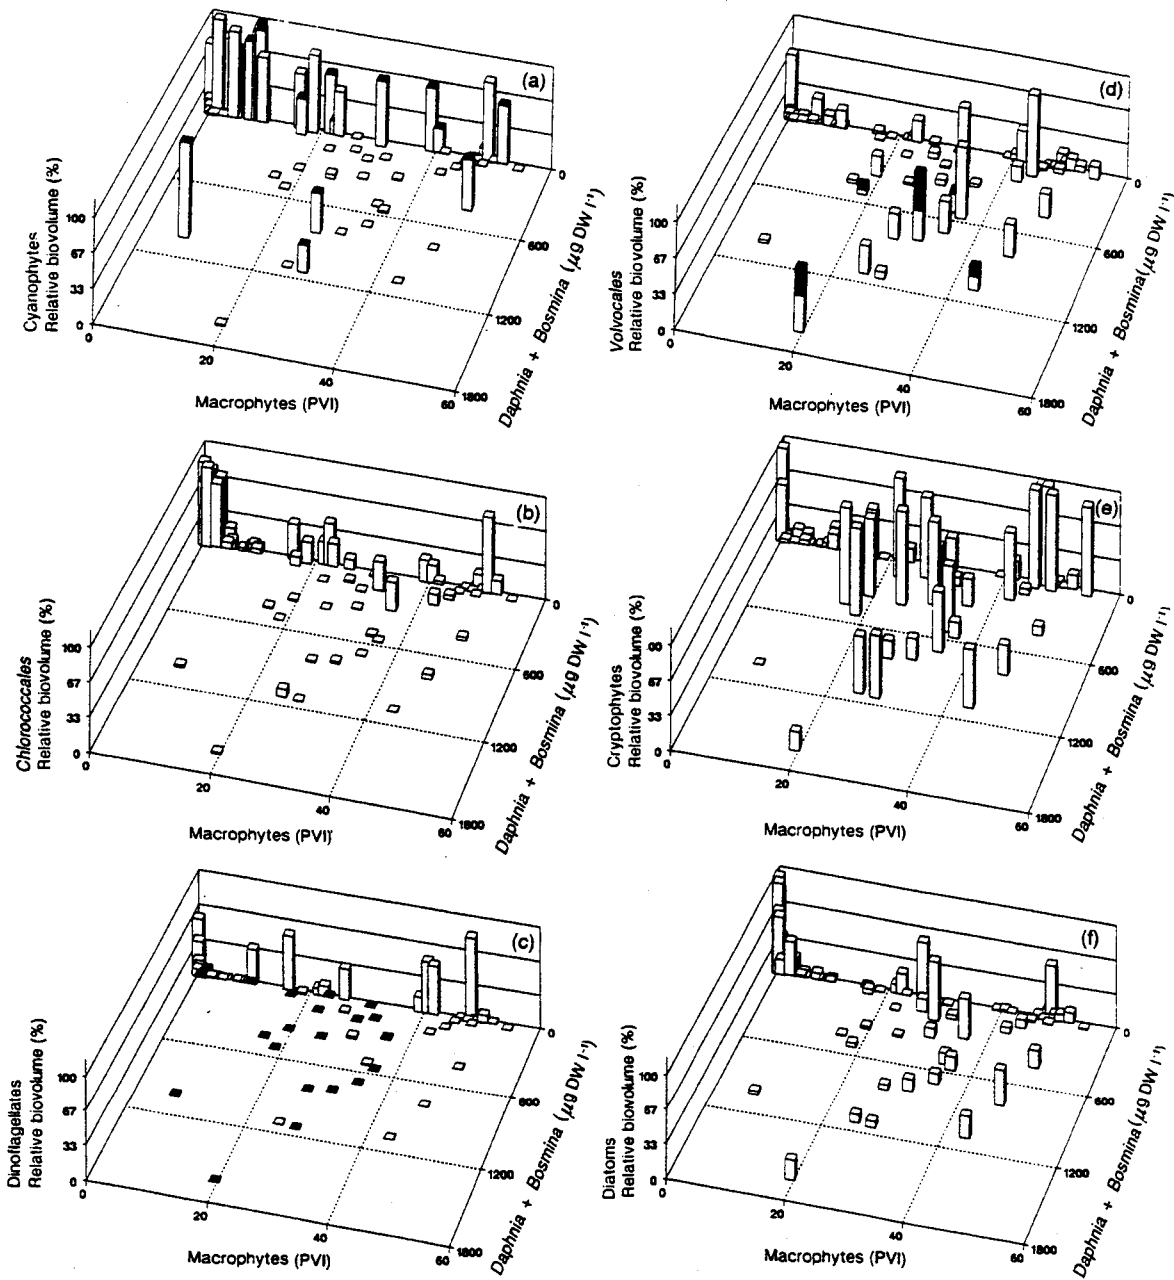 (a)
Cyanophytes
Relative biovolume (%)
100
67
33
0
0
20
40
60
Macrophytes (PVI)
0
600
1200
1800
Daphnia + Bosmina (µg DW l⁻¹)
(d)
Volvocales
Relative biovolume (%)
100
67
33
0
0
20
40
60
Macrophytes (PVI)
0
600
1200
1800
Daphnia + Bosmina (µg DW l⁻¹)
(b)
Chlorococcales
Relative biovolume (%)
100
67
33
0
0
20
40
60
Macrophytes (PVI)
0
600
1200
1800
Daphnia + Bosmina (µg DW l⁻¹)
(e)
Cryptophytes
Relative biovolume (%)
00
67
33
0
0
20
40
60
Macrophytes (PVI)
0
600
1200
1800
Daphnia + Bosmina (µg DW l⁻¹)
(c)
Dinoflagellates
Relative biovolume (%)
100
67
33
0
0
20
40
60
Macrophytes (PVI)
0
600
1200
1800
Daphnia + Bosmina (µg DW l⁻¹)
(f)
Diatoms
Relative biovolume (%)
100
67
33
0
0
20
40
60
Macrophytes (PVI)
0
600
1200
1800
Daphnia + Bosmina (µg DW l⁻¹)